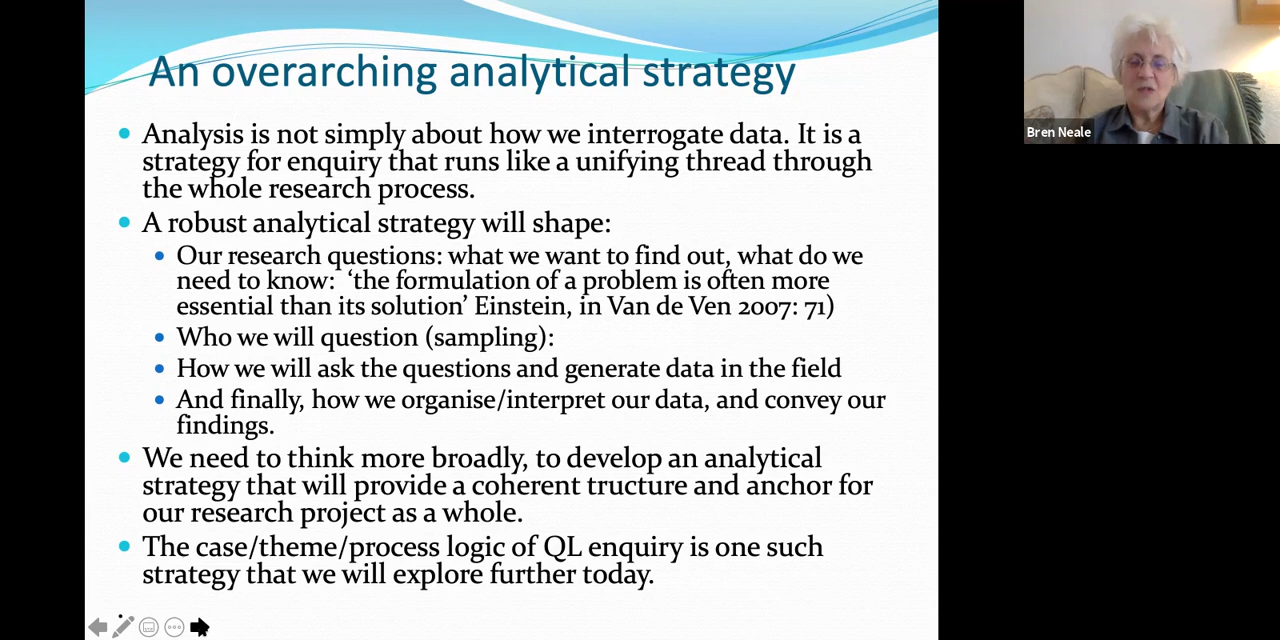 An overarching analytical strategy
• Analysis is not simply about how we interrogate data. It is a
strategy for enquiry that runs like a unifying thread through
the whole research process.
• A robust analytical strategy will shape:
• Our research questions: what we want to find out, what do we
need to know: ‘the formulation of a problem is often more
essential than its solution’ Einstein, in Van de Ven 2007: 71)
• Who we will question (sampling):
• How we will ask the questions and generate data in the field
• And finally, how we organise/interpret our data, and convey our
findings.
• We need to think more broadly, to develop an analytical
strategy that will provide a coherent tructure and anchor for
our research project as a whole.
• The case/theme/process logic of QL enquiry is one such
strategy that we will explore further today.
Bren Neale